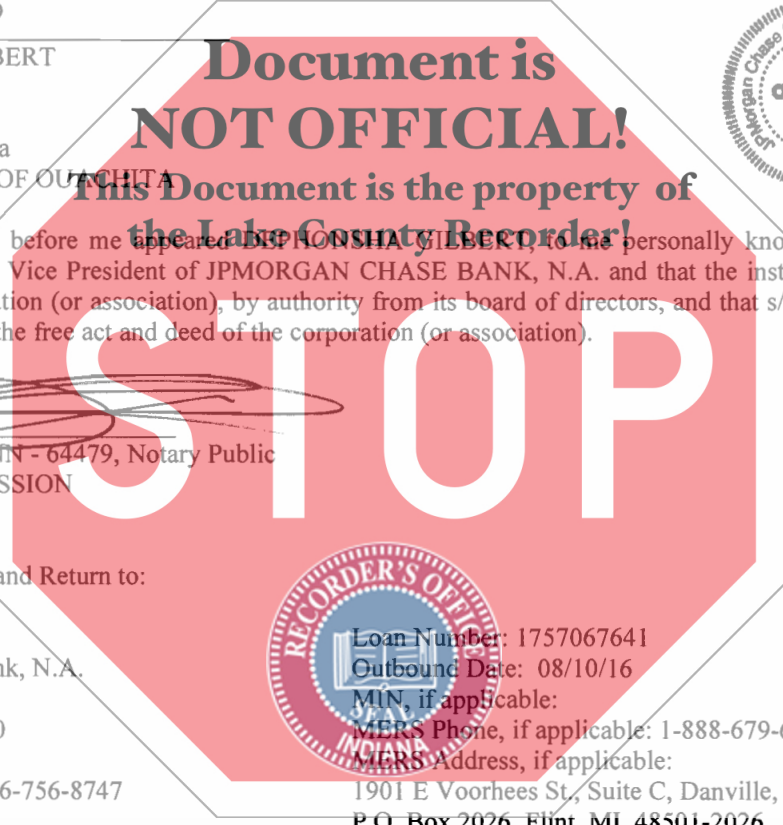 BERT
Document is
NOT OFFICIAL!
JPMorgan Chase
a
OF OUACHITA
This Document is the property of
the Lake County Recorder!
before me appeared DEPHONSHA GILBERT, to me personally kno
Vice President of JPMORGAN CHASE BANK, N.A. and that the inst
tion (or association), by authority from its board of directors, and that s/
he free act and deed of the corporation (or association).
STOP
NN - 64479, Notary Public
SSION
and Return to:
RECORDER'S OFFICE
SEAL
INDIANA
Loan Number: 1757067641
nk, N.A.
Outbound Date: 08/10/16
MIN, if applicable:
MERS Phone, if applicable: 1-888-679-
MERS Address, if applicable:
6-756-8747
1901 E Voorhees St., Suite C, Danville,
P.O. Box 2026, Flint, MI 48501-2026